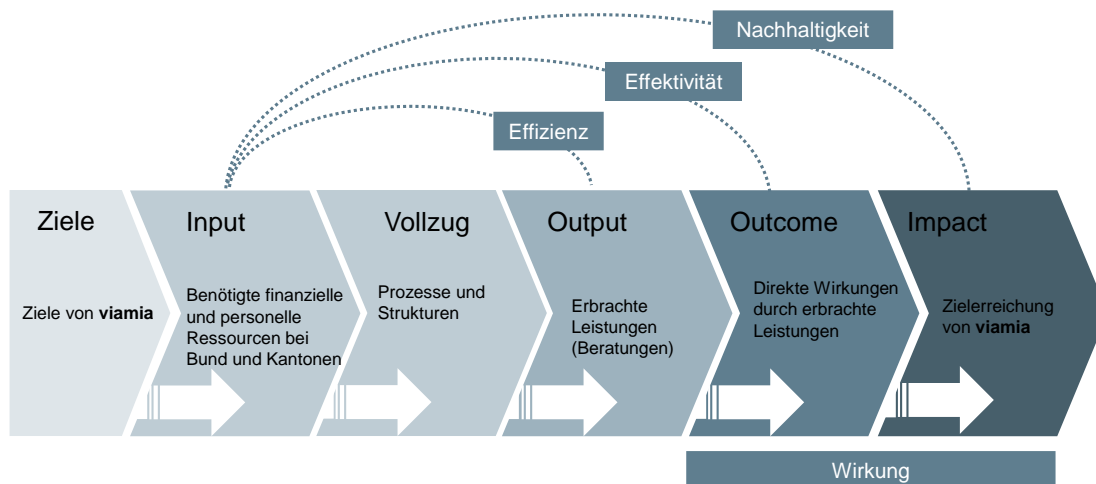 Nachhaltigkeit
Effektivität
Effizienz
Ziele
Ziele von viamia
Input
Benötigte finanzielle
und personelle
Ressourcen bei
Bund und Kantonen
Vollzug
Prozesse und
Strukturen
Output
Erbrachte
Leistungen
(Beratungen)
Outcome
Direkte Wirkungen
durch erbrachte
Leistungen
Impact
Zielerreichung
von viamia
Wirkung